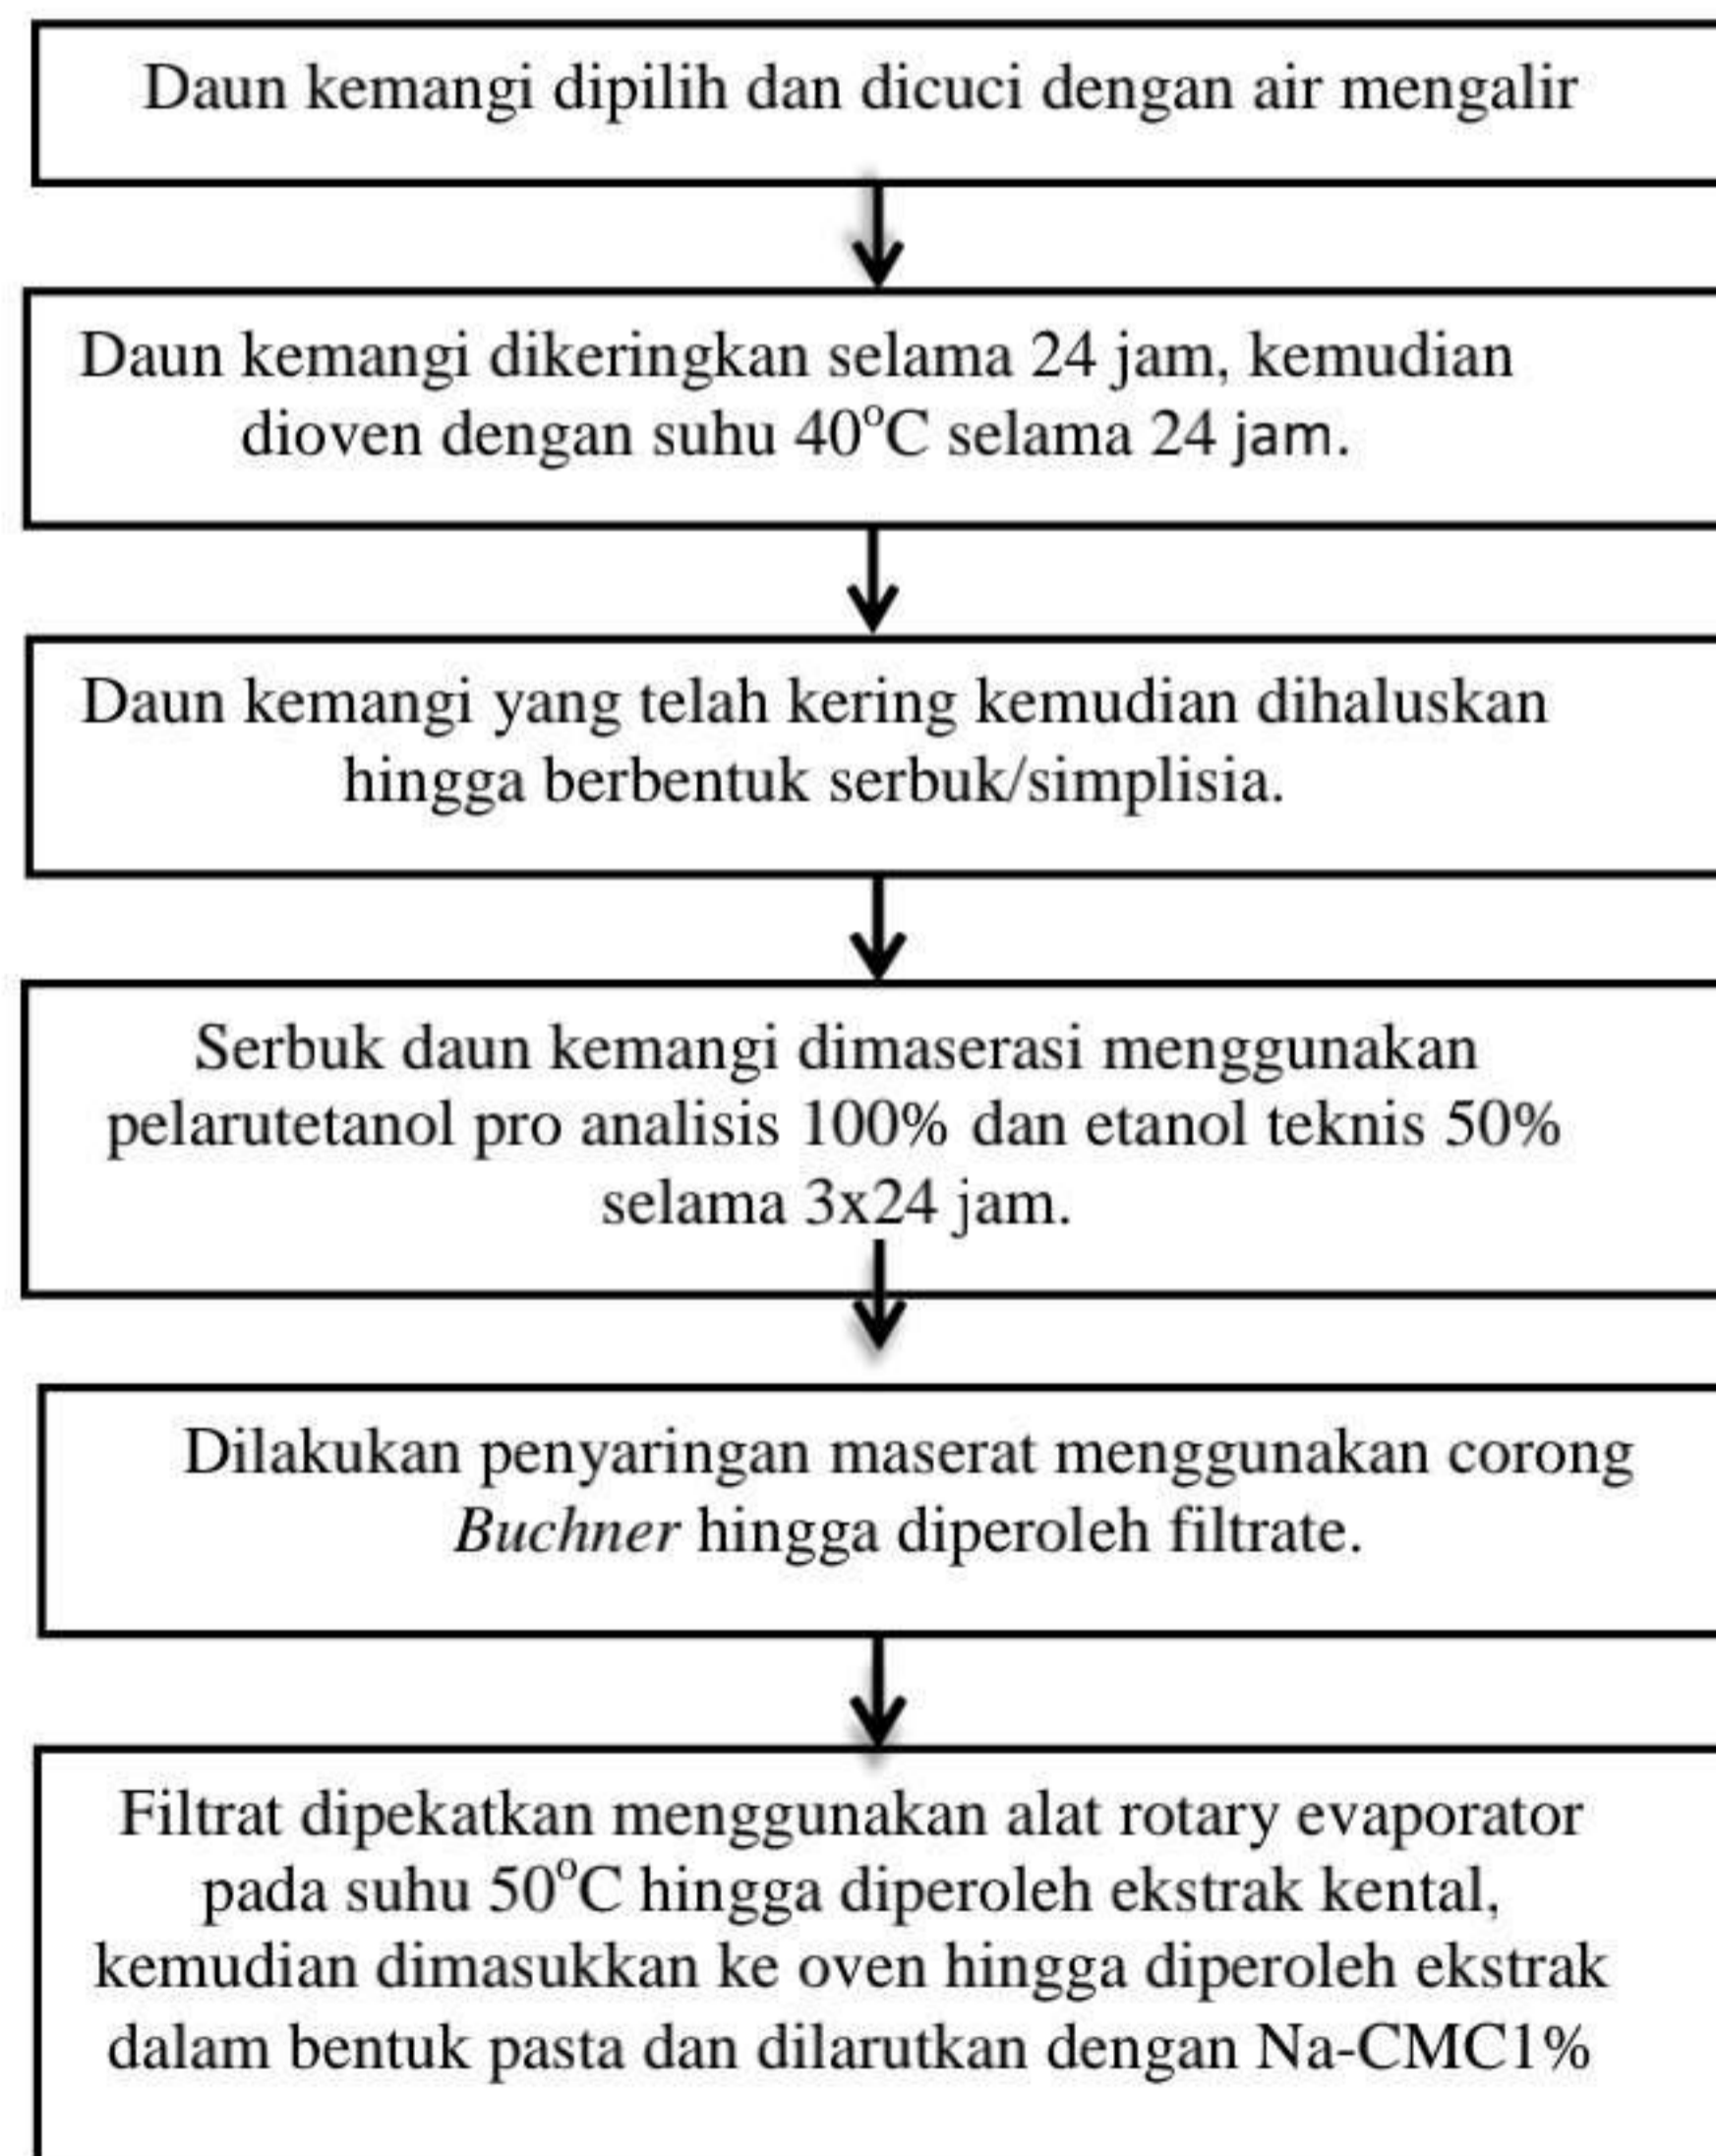 Daun kemangi dipilih dan dicuci dengan air mengalir
Daun kemangi dikeringkan selama 24 jam, kemudian
dioven dengan suhu 40°C selama 24 jam.
Daun kemangi yang telah kering kemudian dihaluskan
hingga berbentuk serbuk/simplisia.
Serbuk daun kemangi dimaserasi menggunakan
pelarutetanol pro analisis 100% dan etanol teknis 50%
selama 3x24 jam.
Dilakukan penyaringan maserat menggunakan corong
Buchner hingga diperoleh filtrate.
Filtrat dipekatkan menggunakan alat rotary evaporator
pada suhu 50°C hingga diperoleh ekstrak kental,
kemudian dimasukkan ke oven hingga diperoleh ekstrak
dalam bentuk pasta dan dilarutkan dengan Na-CMC1%